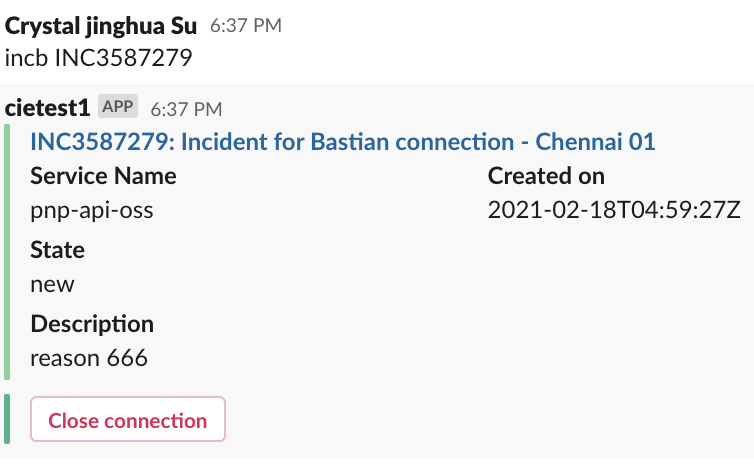 Crystal jinghua Su 6:37 PM
incb INC3587279
cietest1 APP 6:37 PM
INC3587279: Incident for Bastian connection - Chennai 01
Service Name Created on
pnp-api-oss 2021-02-18T04:59:27Z
State
new
Description
reason 666
Close connection